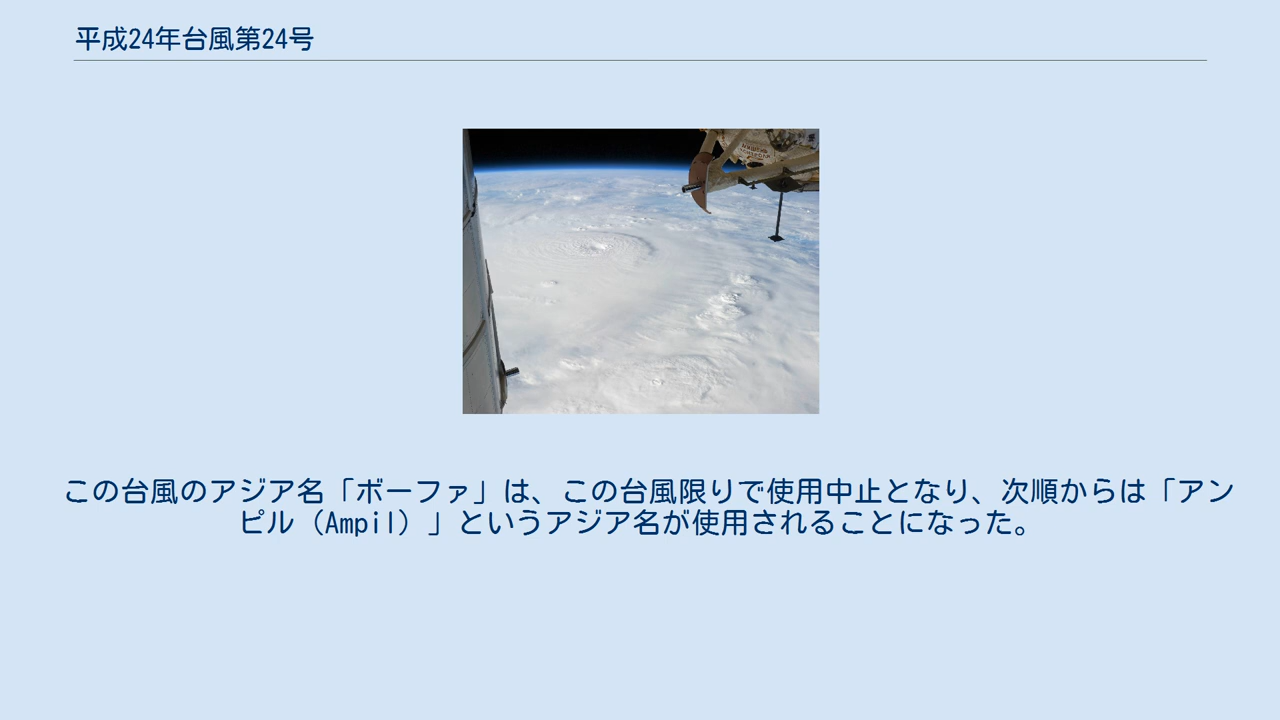 平成24年台風第24号
この台風のアジア名「ボーファ」は、この台風限りで使用中止となり、次順からは「アン
ピル（Ampil）」というアジア名が使用されることになった。